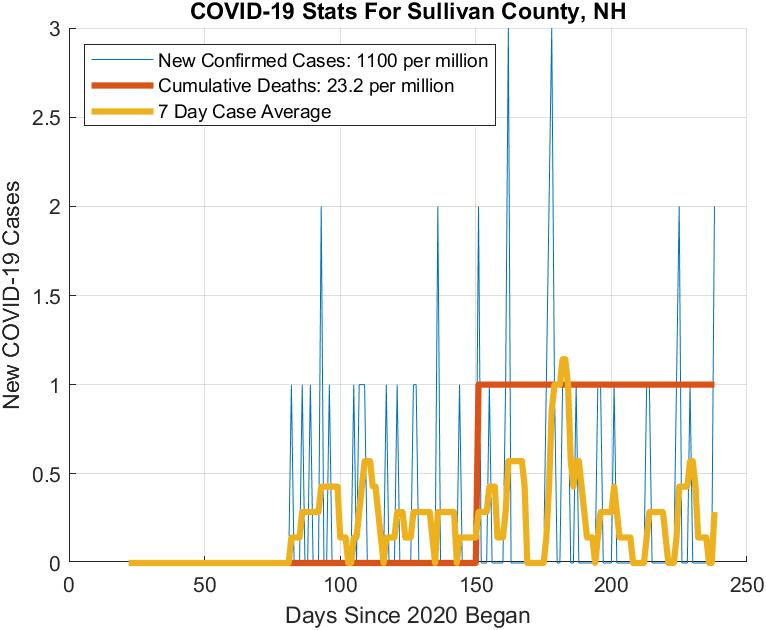 COVID-19 Stats For Sullivan County, NH
3
New Confirmed Cases: 1100 per million
Cumulative Deaths: 23.2 per million
7 Day Case Average
2.5
2
1.5
1
0.5
0
New COVID-19 Cases
0 50 100 150 200 250
Days Since 2020 Began